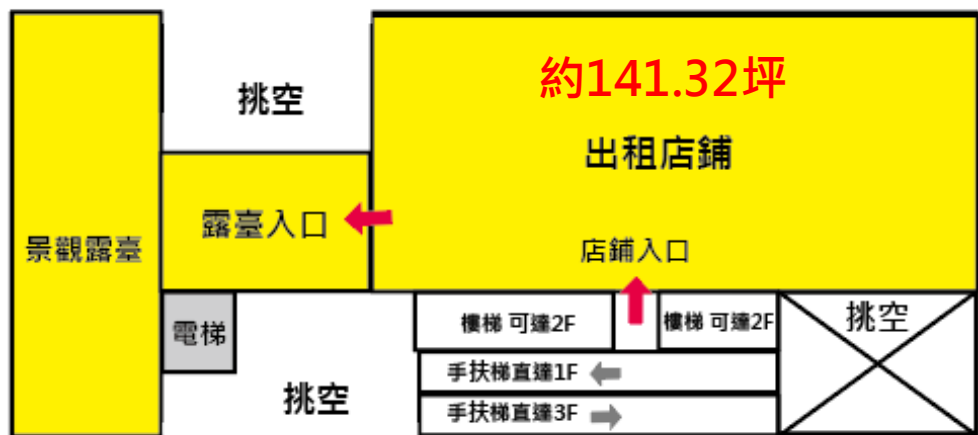 約141.32坪
挑空
出租店鋪
露臺入口
景觀露臺
店鋪入口
電梯
樓梯 可達2F
樓梯 可達2F
挑空
手扶梯直達1F
挑空
手扶梯直達3F